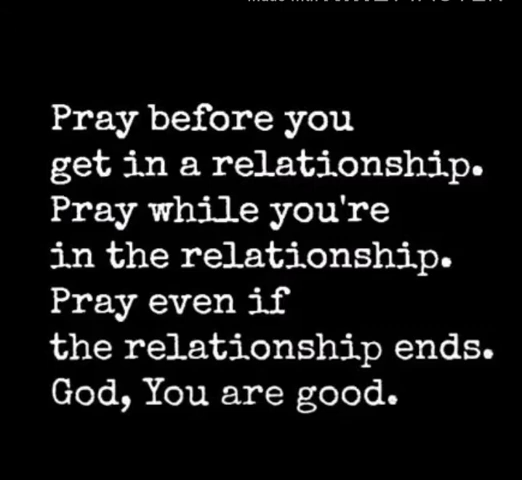 Pray before you
get in a relationship.
Pray while you're
in the relationship.
Pray even if
the relationship ends.
God, You are good.